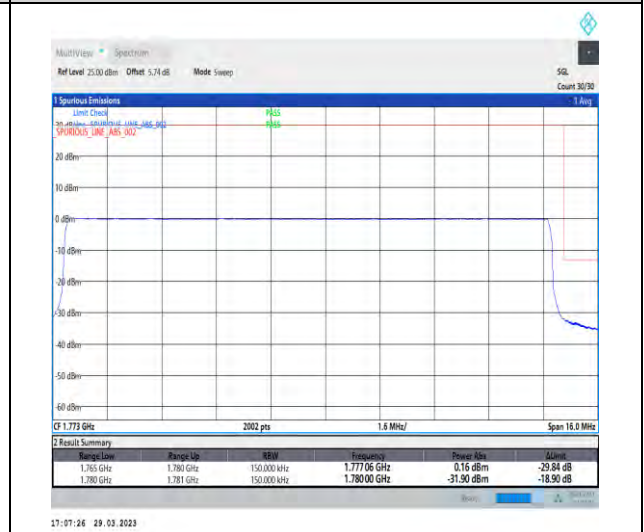 MultiView Spectrum
Ref Level 25.00 dBm Offset 5.74 dB Mode Sweep SGL
Count 30/30
1 Spurious Emissions 1 Avg
Limit Check PASS
SPURIOUS_LINE_ABS_002 PASS
SPURIOUS_LINE_ABS_002
20 dBm
10 dBm
0 dBm
-10 dBm
-20 dBm
-30 dBm
-40 dBm
-50 dBm
-60 dBm
CF 1.773 GHz 2002 pts 1.6 MHz/ Span 16.0 MHz
2 Result Summary
Range Low Range Up RBW Frequency Power Abs ΔLimit
1.765 GHz 1.780 GHz 150.000 kHz 1.77706 GHz 0.16 dBm -29.84 dB
1.780 GHz 1.781 GHz 150.000 kHz 1.78000 GHz -31.90 dBm -18.90 dB
17:07:26 29.03.2023